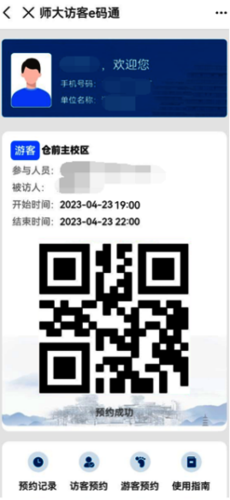 师大访客e码通
，欢迎您
手机号码：
单位名称：
游客 仓前主校区
参与人员：
被访人：
开始时间：2023-04-23 19:00
结束时间：2023-04-23 22:00
预约成功
预约记录 访客预约 游客预约 使用指南